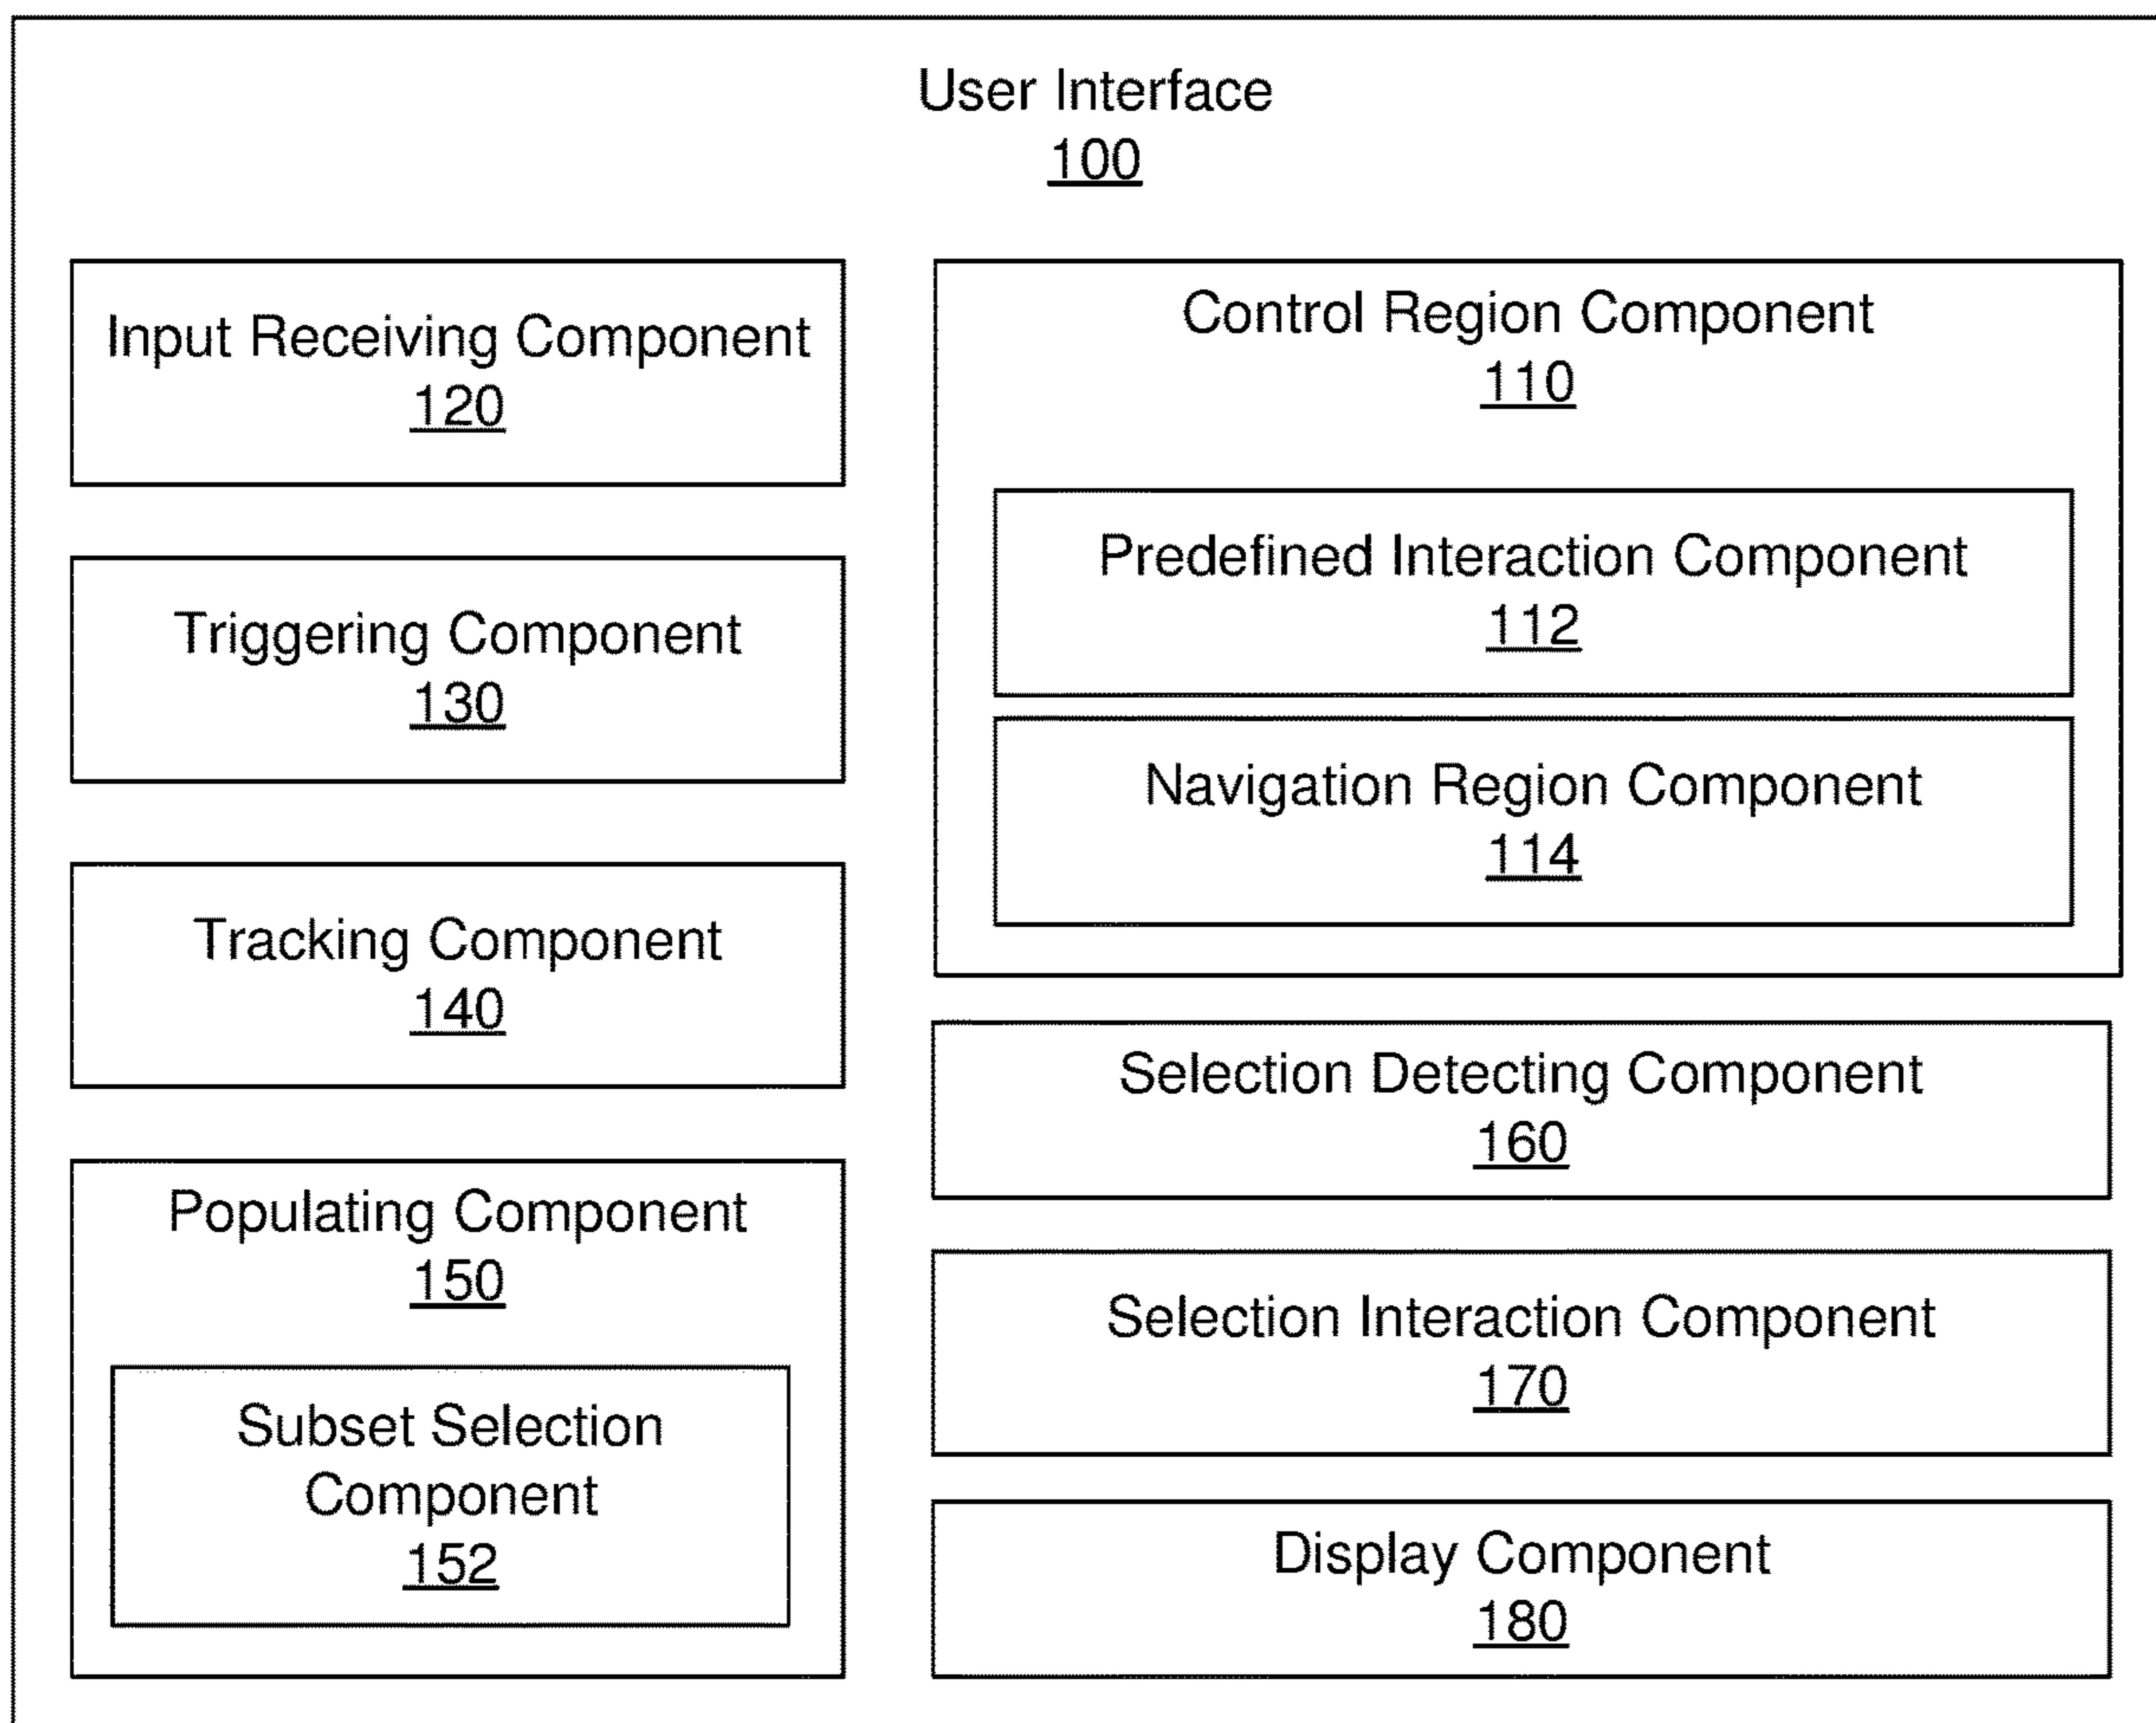 User Interface
100
Input Receiving Component
120
Triggering Component
130
Tracking Component
140
Populating Component
150
Subset Selection
Component
152
Control Region Component
110
Predefined Interaction Component
112
Navigation Region Component
114
Selection Detecting Component
160
Selection Interaction Component
170
Display Component
180